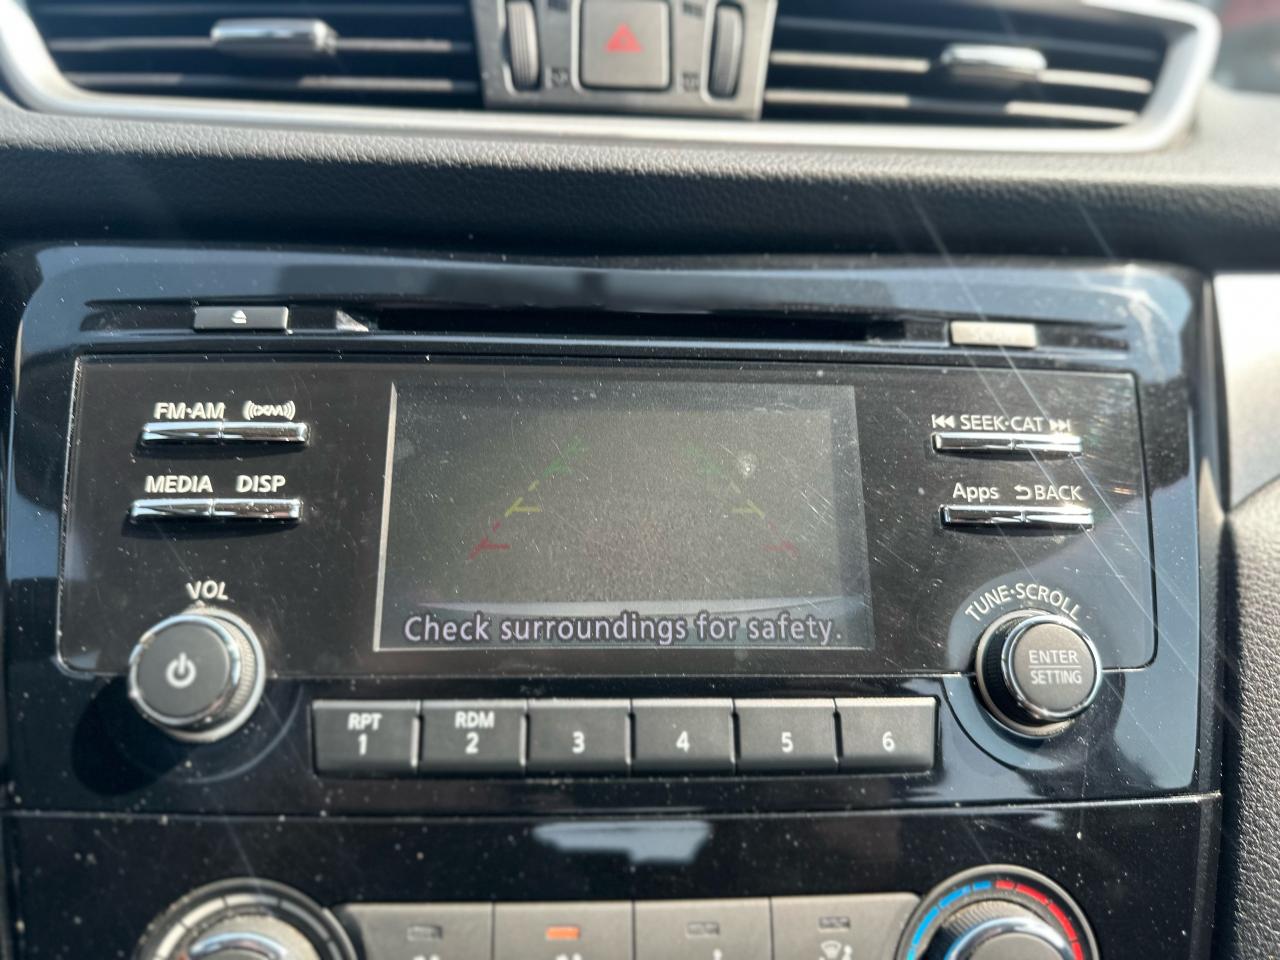 FM·AM ((XM))
MEDIA DISP
VOL
SEEK·CAT
Apps BACK
TUNE·SCROLL
ENTER
SETTING
Check surroundings for safety.
RPT RDM
1 2 3 4 5 6